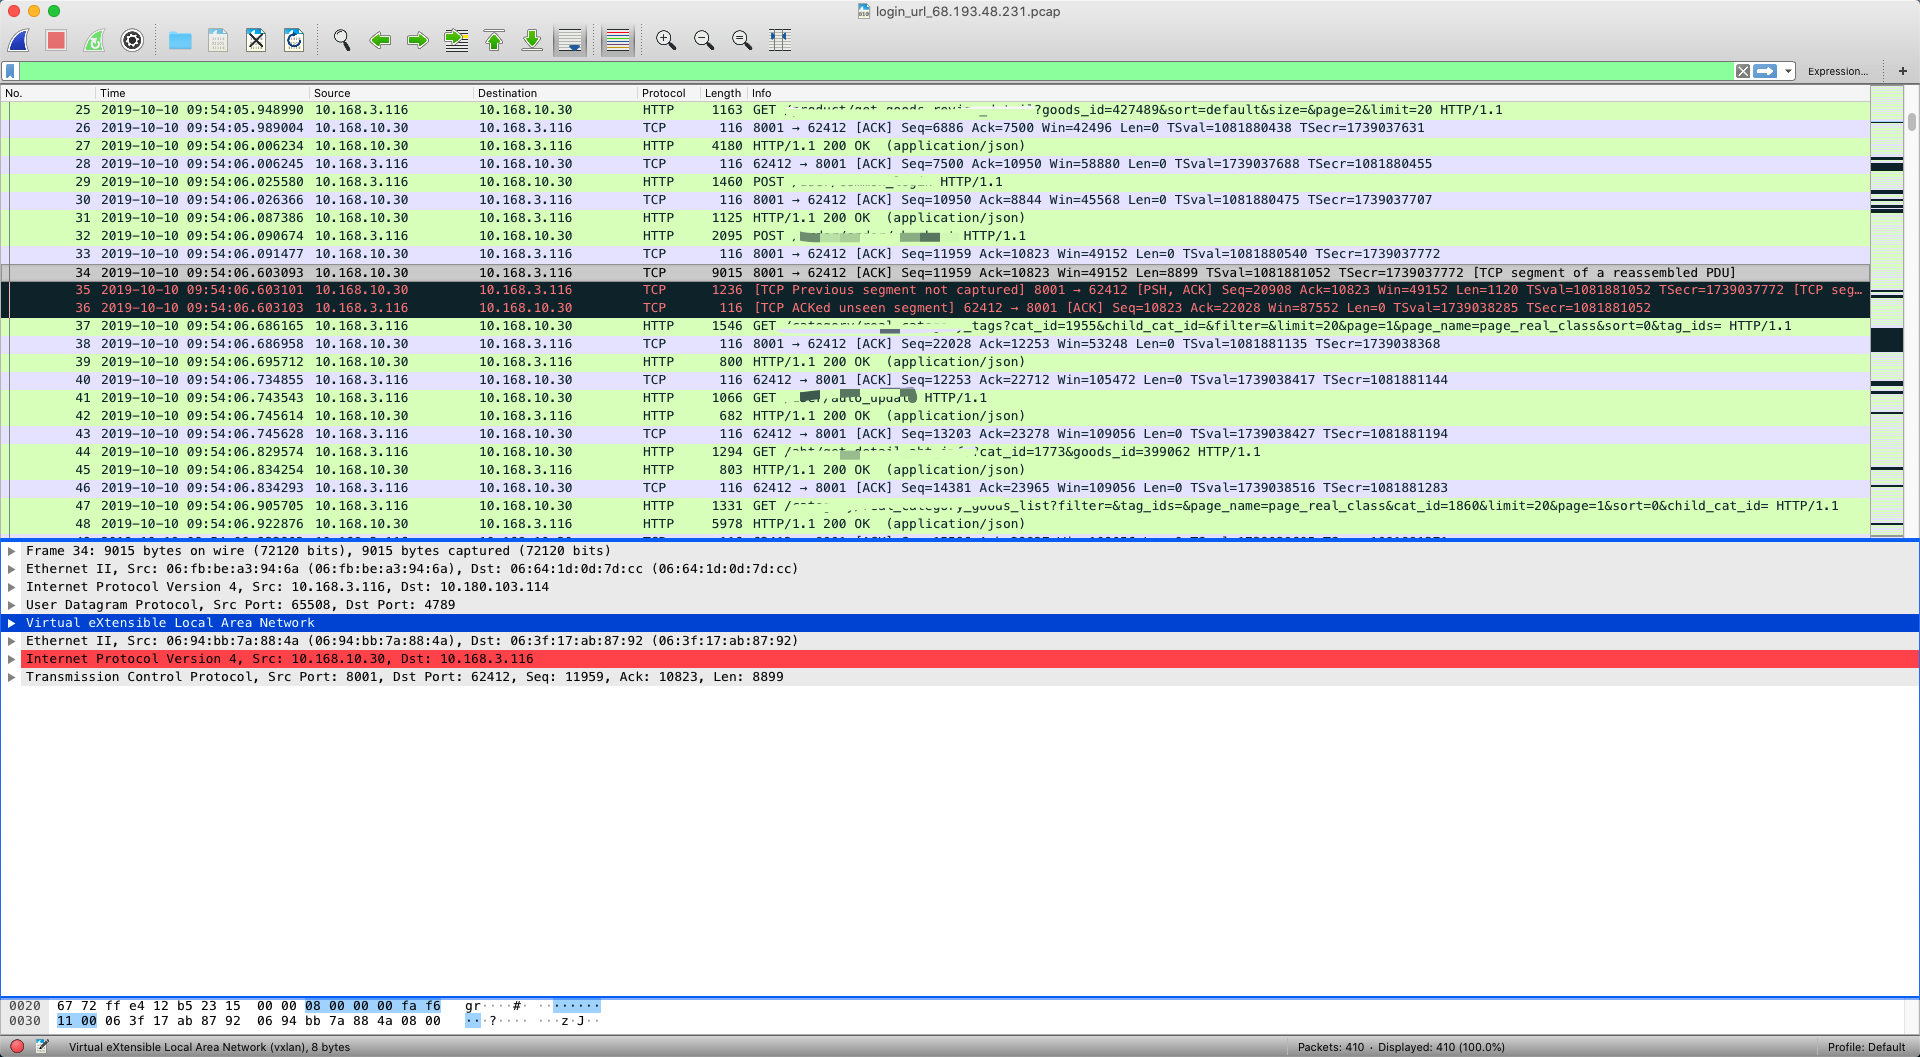 login_url_68.193.48.231.pcap
Expression... +
No. Time Source Destination Protocol Length Info
25 2019-10-10 09:54:05.948990 10.168.3.116 10.168.10.30 HTTP 1163 GET ?goods_id=427489&sort=default&size=&page=2&limit=20 HTTP/1.1
26 2019-10-10 09:54:05.989004 10.168.10.30 10.168.3.116 TCP 116 8001 → 62412 [ACK] Seq=6886 Ack=7500 Win=42496 Len=0 TSval=1081880438 TSecr=1739037631
27 2019-10-10 09:54:06.006234 10.168.10.30 10.168.3.116 HTTP 4180 HTTP/1.1 200 OK (application/json)
28 2019-10-10 09:54:06.006245 10.168.3.116 10.168.10.30 TCP 116 62412 → 8001 [ACK] Seq=7500 Ack=10950 Win=58880 Len=0 TSval=1739037688 TSecr=1081880455
29 2019-10-10 09:54:06.025580 10.168.3.116 10.168.10.30 HTTP 1460 POST HTTP/1.1
30 2019-10-10 09:54:06.026366 10.168.10.30 10.168.3.116 TCP 116 8001 → 62412 [ACK] Seq=10950 Ack=8844 Win=45568 Len=0 TSval=1081880475 TSecr=1739037707
31 2019-10-10 09:54:06.087386 10.168.10.30 10.168.3.116 HTTP 1125 HTTP/1.1 200 OK (application/json)
32 2019-10-10 09:54:06.090674 10.168.3.116 10.168.10.30 HTTP 2095 POST HTTP/1.1
33 2019-10-10 09:54:06.091477 10.168.10.30 10.168.3.116 TCP 116 8001 → 62412 [ACK] Seq=11959 Ack=10823 Win=49152 Len=0 TSval=1081880540 TSecr=1739037772
34 2019-10-10 09:54:06.603093 10.168.10.30 10.168.3.116 TCP 9015 8001 → 62412 [ACK] Seq=11959 Ack=10823 Win=49152 Len=8899 TSval=1081881052 TSecr=1739037772 [TCP segment of a reassembled PDU]
35 2019-10-10 09:54:06.603101 10.168.10.30 10.168.3.116 TCP 1236 [TCP Previous segment not captured] 8001 → 62412 [PSH, ACK] Seq=20908 Ack=10823 Win=49152 Len=1120 TSval=1081881052 TSecr=1739037772 [TCP seg…
36 2019-10-10 09:54:06.603103 10.168.3.116 10.168.10.30 TCP 116 [TCP ACKed unseen segment] 62412 → 8001 [ACK] Seq=10823 Ack=22028 Win=87552 Len=0 TSval=1739038285 TSecr=1081881052
37 2019-10-10 09:54:06.686165 10.168.3.116 10.168.10.30 HTTP 1546 GET _tags?cat_id=1955&child_cat_id=&filter=&limit=20&page=1&page_name=page_real_class&sort=0&tag_ids= HTTP/1.1
38 2019-10-10 09:54:06.686958 10.168.10.30 10.168.3.116 TCP 116 8001 → 62412 [ACK] Seq=22028 Ack=12253 Win=53248 Len=0 TSval=1081881135 TSecr=1739038368
39 2019-10-10 09:54:06.695712 10.168.10.30 10.168.3.116 HTTP 800 HTTP/1.1 200 OK (application/json)
40 2019-10-10 09:54:06.734855 10.168.3.116 10.168.10.30 TCP 116 62412 → 8001 [ACK] Seq=12253 Ack=22712 Win=105472 Len=0 TSval=1739038417 TSecr=1081881144
41 2019-10-10 09:54:06.743543 10.168.3.116 10.168.10.30 HTTP 1066 GET HTTP/1.1
42 2019-10-10 09:54:06.745614 10.168.10.30 10.168.3.116 HTTP 682 HTTP/1.1 200 OK (application/json)
43 2019-10-10 09:54:06.745628 10.168.3.116 10.168.10.30 TCP 116 62412 → 8001 [ACK] Seq=13203 Ack=23278 Win=109056 Len=0 TSval=1739038427 TSecr=1081881194
44 2019-10-10 09:54:06.829574 10.168.3.116 10.168.10.30 HTTP 1294 GET ?cat_id=1773&goods_id=399062 HTTP/1.1
45 2019-10-10 09:54:06.834254 10.168.10.30 10.168.3.116 HTTP 803 HTTP/1.1 200 OK (application/json)
46 2019-10-10 09:54:06.834293 10.168.3.116 10.168.10.30 TCP 116 62412 → 8001 [ACK] Seq=14381 Ack=23965 Win=109056 Len=0 TSval=1739038516 TSecr=1081881283
47 2019-10-10 09:54:06.905705 10.168.3.116 10.168.10.30 HTTP 1331 GET _goods_list?filter=&tag_ids=&page_name=page_real_class&cat_id=1860&limit=20&page=1&sort=0&child_cat_id= HTTP/1.1
48 2019-10-10 09:54:06.922876 10.168.10.30 10.168.3.116 HTTP 5978 HTTP/1.1 200 OK (application/json)
Frame 34: 9015 bytes on wire (72120 bits), 9015 bytes captured (72120 bits)
Ethernet II, Src: 06:fb:be:a3:94:6a (06:fb:be:a3:94:6a), Dst: 06:64:1d:0d:7d:cc (06:64:1d:0d:7d:cc)
Internet Protocol Version 4, Src: 10.168.3.116, Dst: 10.180.103.114
User Datagram Protocol, Src Port: 65508, Dst Port: 4789
Virtual eXtensible Local Area Network
Ethernet II, Src: 06:94:bb:7a:88:4a (06:94:bb:7a:88:4a), Dst: 06:3f:17:ab:87:92 (06:3f:17:ab:87:92)
Internet Protocol Version 4, Src: 10.168.10.30, Dst: 10.168.3.116
Transmission Control Protocol, Src Port: 8001, Dst Port: 62412, Seq: 11959, Ack: 10823, Len: 8899
0020 67 72 ff e4 12 b5 23 15 00 00 08 00 00 00 fa f6 gr····#· ········
0030 11 00 06 3f 17 ab 87 92 06 94 bb 7a 88 4a 08 00 ···?···· ···z·J··
Virtual eXtensible Local Area Network (vxlan), 8 bytes
Packets: 410 · Displayed: 410 (100.0%)
Profile: Default